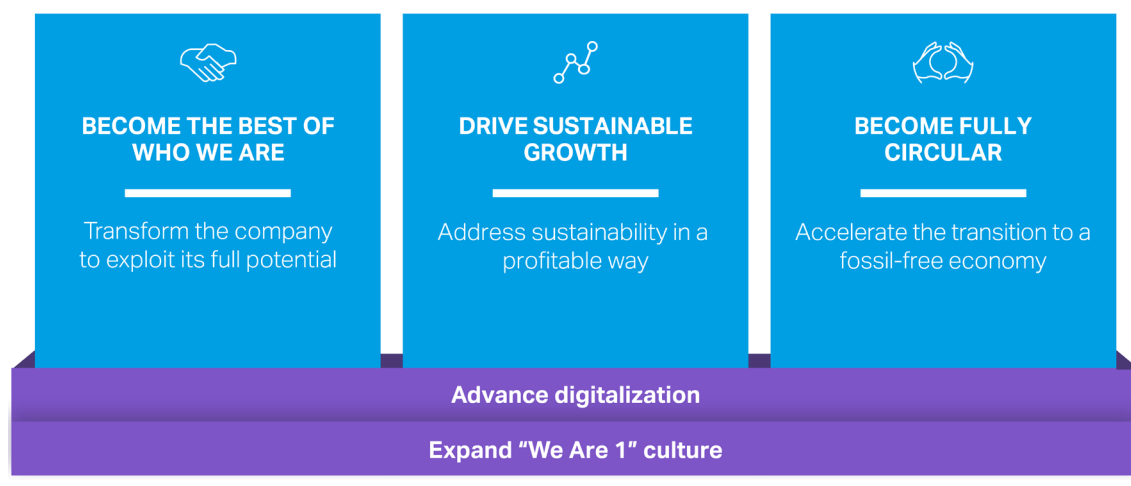 BECOME THE BEST OF
WHO WE ARE
Transform the company
to exploit its full potential
DRIVE SUSTAINABLE
GROWTH
Address sustainability in a
profitable way
BECOME FULLY
CIRCULAR
Accelerate the transition to a
fossil-free economy
Advance digitalization
Expand “We Are 1” culture